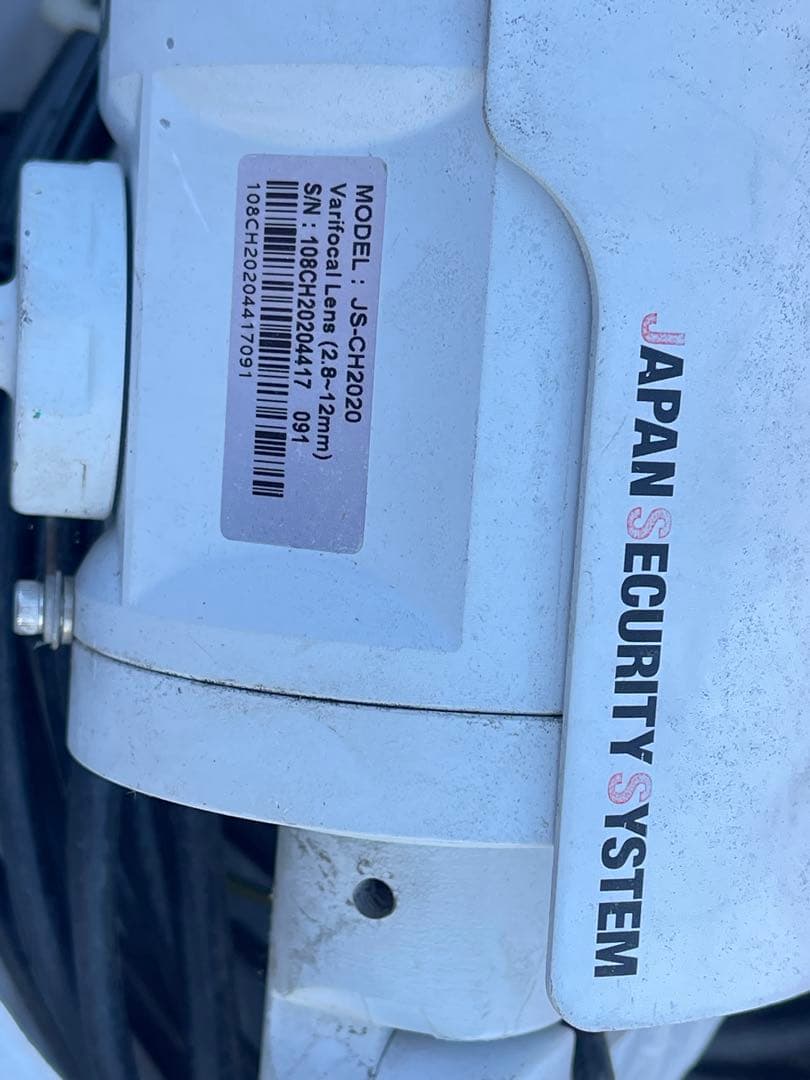 MODEL : JS-CH2020
Varifocal Lens (2.8~12mm)
S/N : 108CH20204417 091
108CH20204417091
JAPAN SECURITY SYSTEM